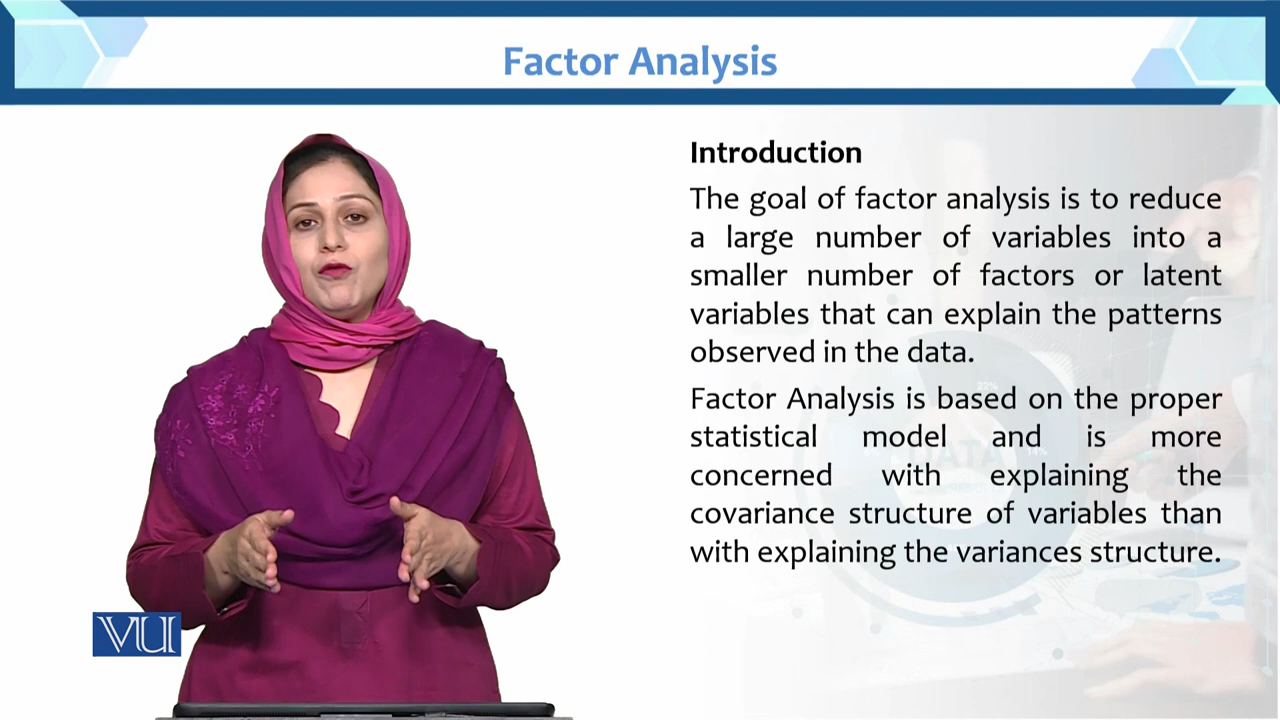 Factor Analysis
Introduction
The goal of factor analysis is to reduce
a large number of variables into a
smaller number of factors or latent
variables that can explain the patterns
observed in the data.
Factor Analysis is based on the proper
statistical model and is more
concerned with explaining the
covariance structure of variables than
with explaining the variances structure.
VU
DATA
22%